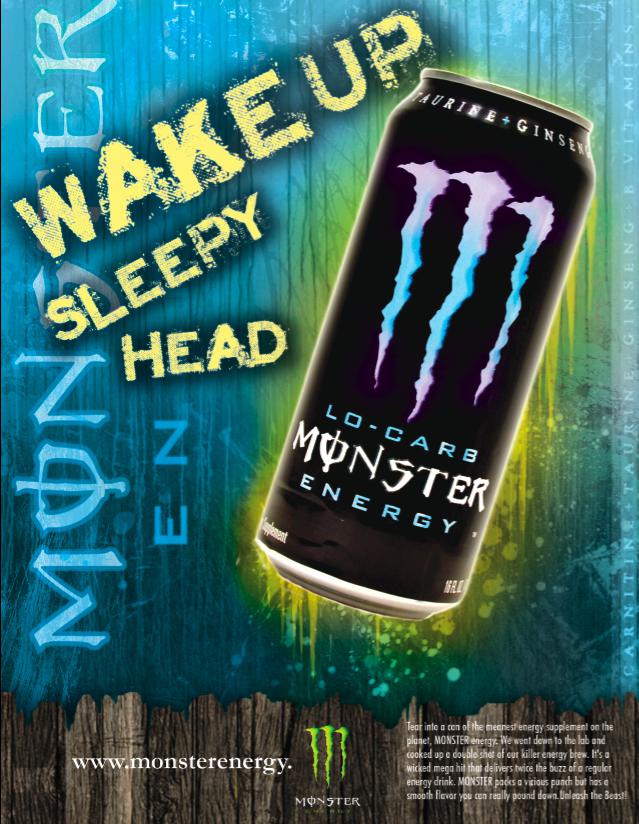 WAKE UP
SLEEPY
HEAD
MONSTER
EN
TAURINE+GINSENG
LO-CARB
MONSTER
ENERGY
16 FL.OZ
CARNITINE TAURINE GINSENG B VITAMINS
www.monsterenergy.
MONSTER
ENERGY
Tear into a can of the meanest energy supplement on the
planet, MONSTER energy. We went down to the lab and
cooked up a double shot of our killer energy brew. It's a
wicked mega hit that delivers twice the buzz of a regular
energy drink. MONSTER packs a vicious punch but has a
smooth flavor you can really pound down.Unleash the Beast!